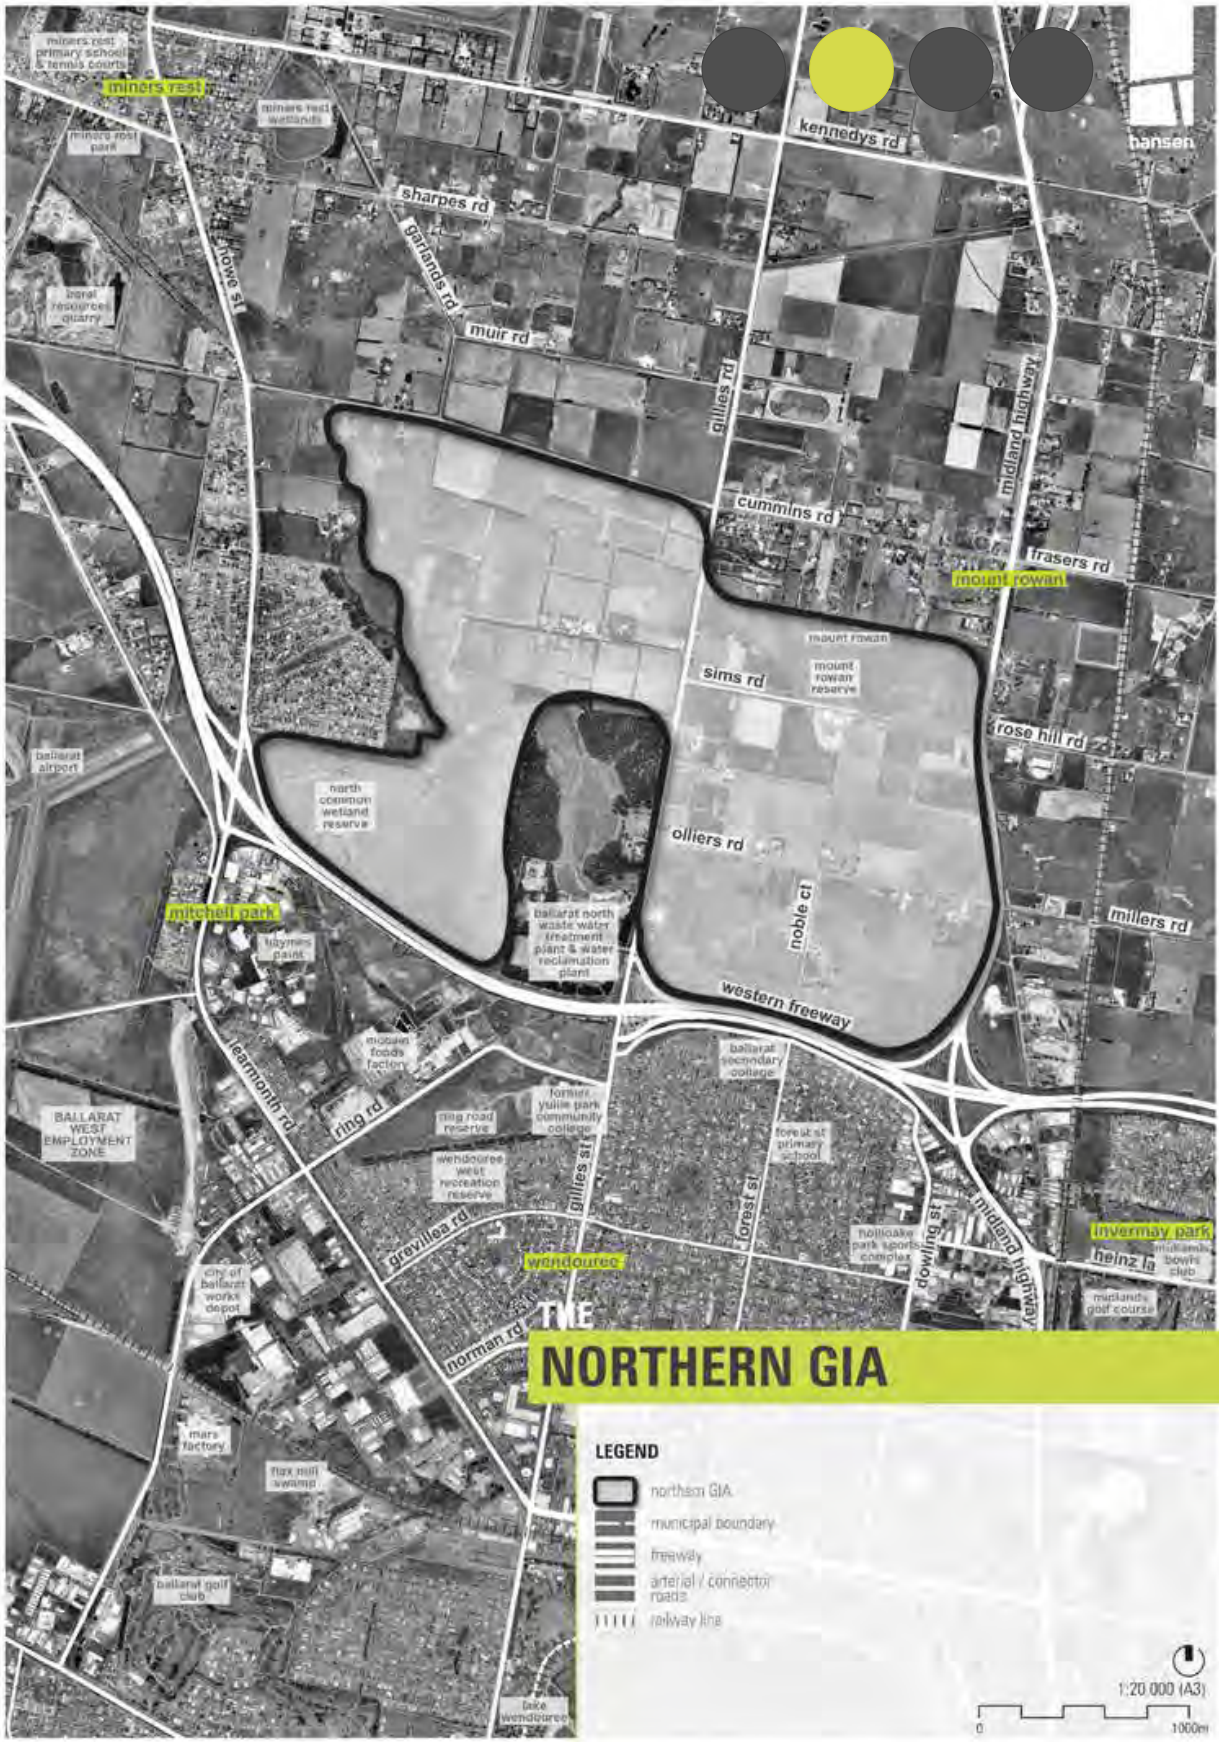 miners rest
primary school
& tennis courts
miners rest
miners rest
wetlands
miners rest
park
kennedys rd
hansen
sharpes rd
garlands rd
howe st
boral
resources
quarry
muir rd
gillies rd
midland highway
cummins rd
frasers rd
mount rowan
mount rowan
mount
rowan
reserve
sims rd
rose hill rd
ballarat
airport
north
common
wetland
reserve
olliers rd
noble ct
millers rd
mitchell park
haymes
paint
ballarat north
waste water
treatment
plant & water
reclamation
plant
western freeway
mccain
foods
factory
ballarat
secondary
college
learmonth rd
ring rd
ring road
reserve
former
yuille park
community
college
BALLARAT
WEST
EMPLOYMENT
ZONE
forest st
primary
school
wendouree
west
recreation
reserve
gillies st
forest st
grevillea rd
hollioake
park sports
complex
dowling st
midland highway
invermay park
heinz la
midlands
bowls
club
wendouree
city of
ballarat
works
depot
midlands
golf course
norman rd
THE
NORTHERN GIA
mars
factory
flax mill
swamp
ballarat golf
club
lake
wendouree
LEGEND
northern GIA
municipal boundary
freeway
arterial / connector
roads
railway line
1:20 000 (A3)
0 1000m